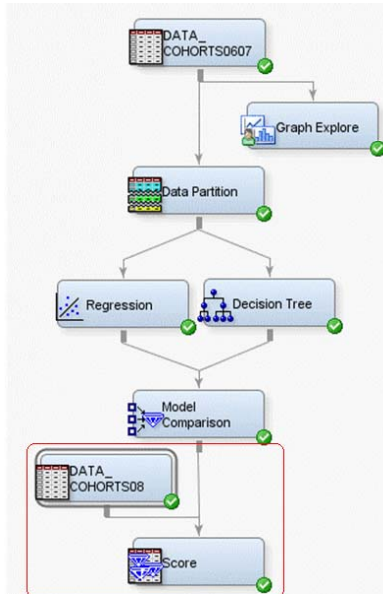 DATA_
COHORTS0607
Graph Explore
Data Partition
Regression
Decision Tree
Model
Comparison
DATA_
COHORTS08
Score